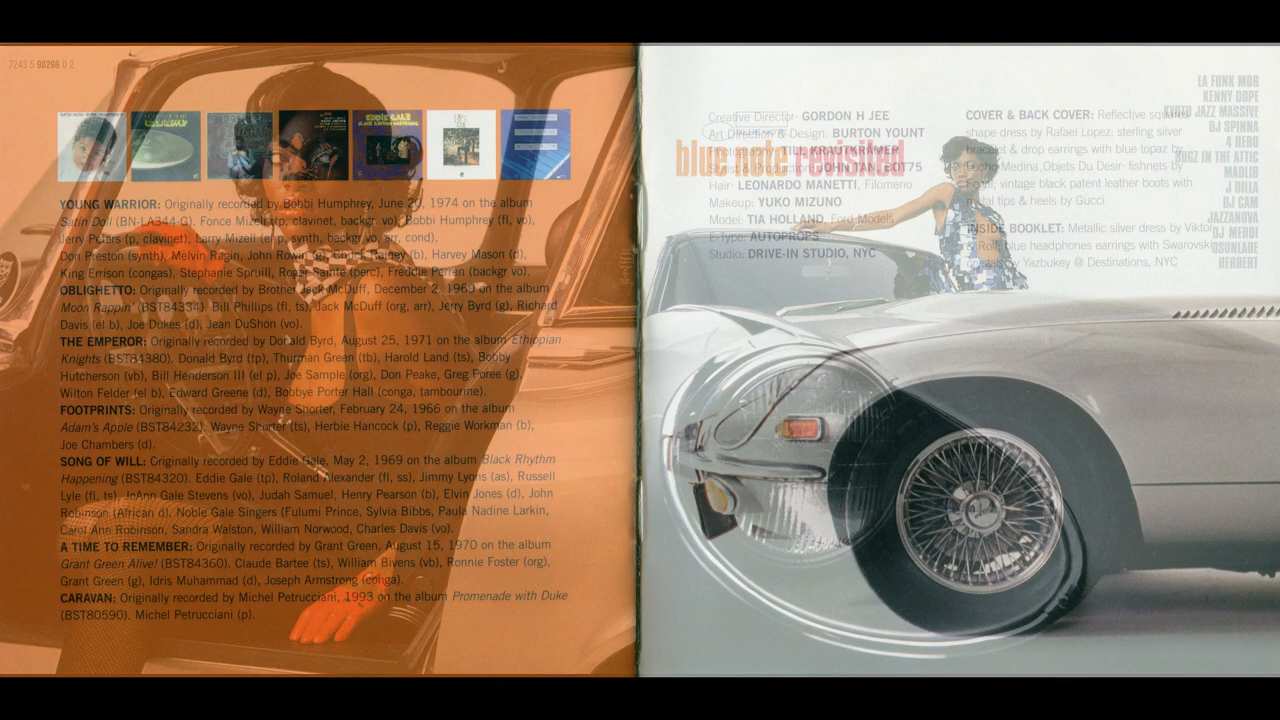 7243 5 90266 0 2
YOUNG WARRIOR: Originally recorded by Bobbi Humphrey, June 20, 1974 on the album
Satin Doll (BN-LA344-G). Fonce Mizell (tp, clavinet, backgr. vo), Bobbi Humphrey (fl, vo),
Jerry Peters (p, clavinet), Larry Mizell (el p, synth, backgr vo, arr, cond),
Don Preston (synth), Melvin Ragin, John Rowin (g), Chuck Rainey (b), Harvey Mason (d),
King Errison (congas), Stephanie Spruill, Roger Sainte (perc), Freddie Perren (backgr vo).
OBLIGHETTO: Originally recorded by Brother Jack McDuff, December 2, 1969 on the album
Moon Rappin' (BST84334). Bill Phillips (fl, ts), Jack McDuff (org, arr), Jerry Byrd (g), Richard
Davis (el b), Joe Dukes (d), Jean DuShon (vo).
THE EMPEROR: Originally recorded by Donald Byrd, August 25, 1971 on the album Ethiopian
Knights (BST84380). Donald Byrd (tp), Thurman Green (tb), Harold Land (ts), Bobby
Hutcherson (vb), Bill Henderson III (el p), Joe Sample (org), Don Peake, Greg Poree (g),
Wilton Felder (el b), Edward Greene (d), Bobbye Porter Hall (conga, tambourine).
FOOTPRINTS: Originally recorded by Wayne Shorter, February 24, 1966 on the album
Adam's Apple (BST84232). Wayne Shorter (ts), Herbie Hancock (p), Reggie Workman (b),
Joe Chambers (d).
SONG OF WILL: Originally recorded by Eddie Gale, May 2, 1969 on the album Black Rhythm
Happening (BST84320). Eddie Gale (tp), Roland Alexander (fl, ss), Jimmy Lyons (as), Russell
Lyle (fl, ts), JoAnn Gale Stevens (vo), Judah Samuel, Henry Pearson (b), Elvin Jones (d), John
Robinson (African d), Noble Gale Singers (Fulumi Prince, Sylvia Bibbs, Paula Nadine Larkin,
Carol Ann Robinson, Sandra Walston, William Norwood, Charles Davis (vo).
A TIME TO REMEMBER: Originally recorded by Grant Green, August 15, 1970 on the album
Grant Green Alive! (BST84360). Claude Bartee (ts), William Bivens (vb), Ronnie Foster (org),
Grant Green (g), Idris Muhammad (d), Joseph Armstrong (conga).
CARAVAN: Originally recorded by Michel Petrucciani, 1993 on the album Promenade with Duke
(BST80590). Michel Petrucciani (p).
blue note revisited
Creative Director: GORDON H JEE
Art Direction & Design: BURTON YOUNT
TILL KRAUTKRÄMER
Stylist & Production: JOHN TAN, BOT75
Hair: LEONARDO MANETTI, Filomeno
Makeup: YUKO MIZUNO
Model: TIA HOLLAND, Ford Models
E-Type: AUTOPROPS
Studio: DRIVE-IN STUDIO, NYC
COVER & BACK COVER: Reflective squares
shape dress by Rafael Lopez; sterling silver
bracelet & drop earrings with blue topaz by
Medina ,Objets Du Desir; fishnets by
vintage black patent leather boots with
metal tips & heels by Gucci
INSIDE BOOKLET: Metallic silver dress by Viktor
& Rolf, blue headphones earrings with Swarovski
crystals by Yazbukey @ Destinations, NYC
LA FUNK MOB
KENNY DOPE
KYOTO JAZZ MASSIVE
DJ SPINNA
4 HERO
BUGZ IN THE ATTIC
MADLIB
J DILLA
DJ CAM
JAZZANOVA
DJ MEHDI
OSUNLADE
HERBERT